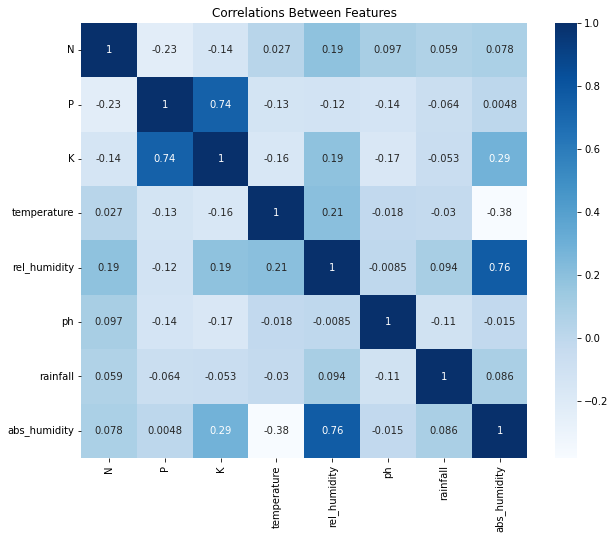 Correlations Between Features
N 1 -0.23 -0.14 0.027 0.19 0.097 0.059 0.078
P -0.23 1 0.74 -0.13 -0.12 -0.14 -0.064 0.0048
K -0.14 0.74 1 -0.16 0.19 -0.17 -0.053 0.29
temperature 0.027 -0.13 -0.16 1 0.21 -0.018 -0.03 -0.38
rel_humidity 0.19 -0.12 0.19 0.21 1 -0.0085 0.094 0.76
ph 0.097 -0.14 -0.17 -0.018 -0.0085 1 -0.11 -0.015
rainfall 0.059 -0.064 -0.053 -0.03 0.094 -0.11 1 0.086
abs_humidity 0.078 0.0048 0.29 -0.38 0.76 -0.015 0.086 1
N P K temperature rel_humidity ph rainfall abs_humidity
1.0
0.8
0.6
0.4
0.2
0.0
−0.2